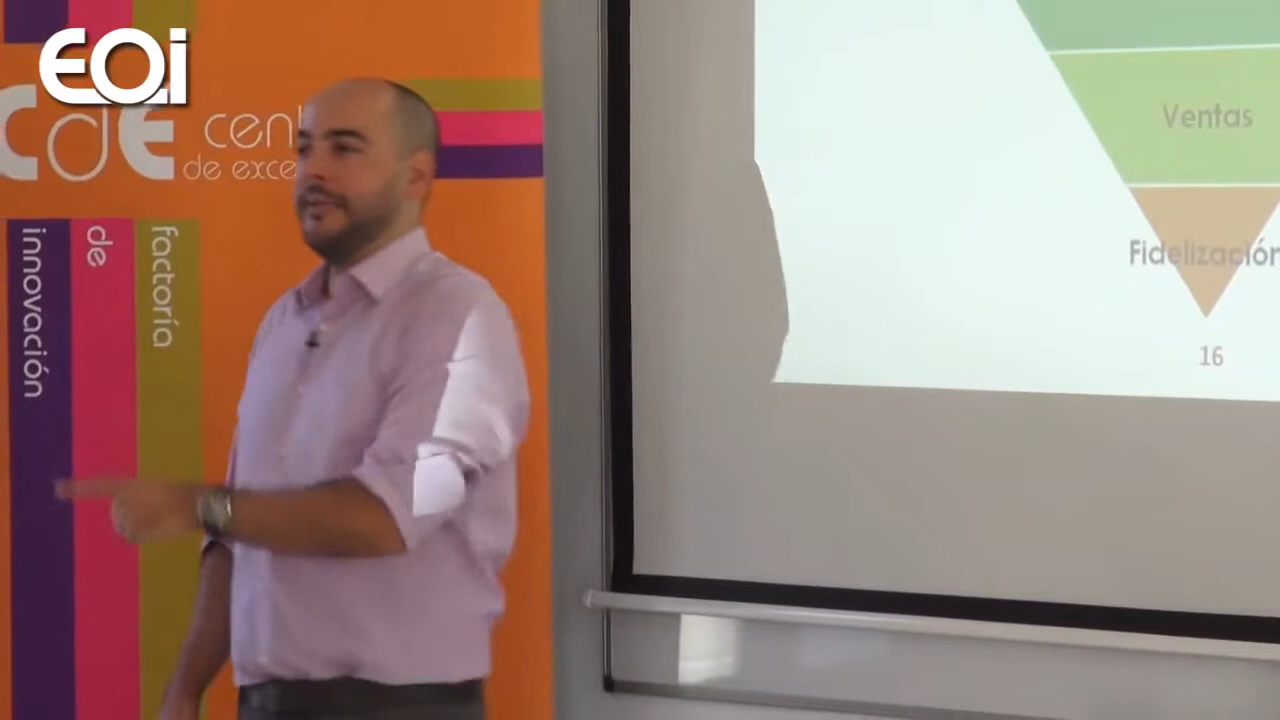 EOi
CdE
cent
de exce
innovación
de
factoría
Ventas
Fidelización
16